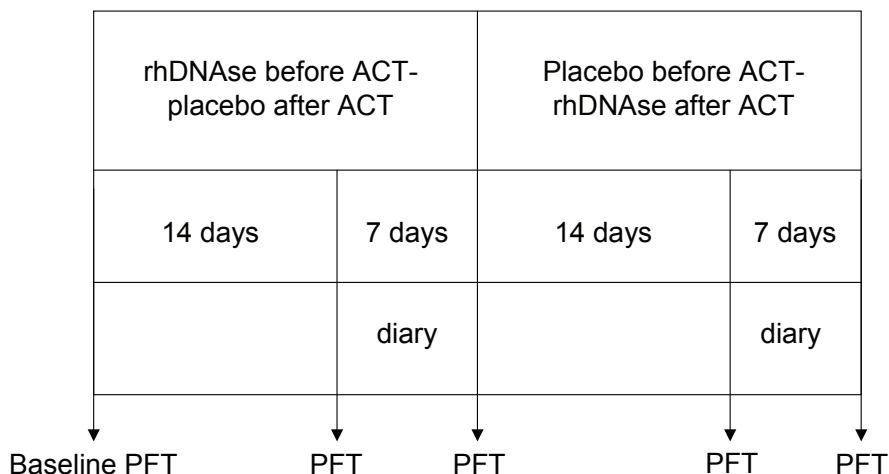 rhDNAse before ACT-
placebo after ACT
Placebo before ACT-
rhDNAse after ACT
14 days
7 days
14 days
7 days
diary
diary
Baseline PFT
PFT
PFT
PFT
PFT